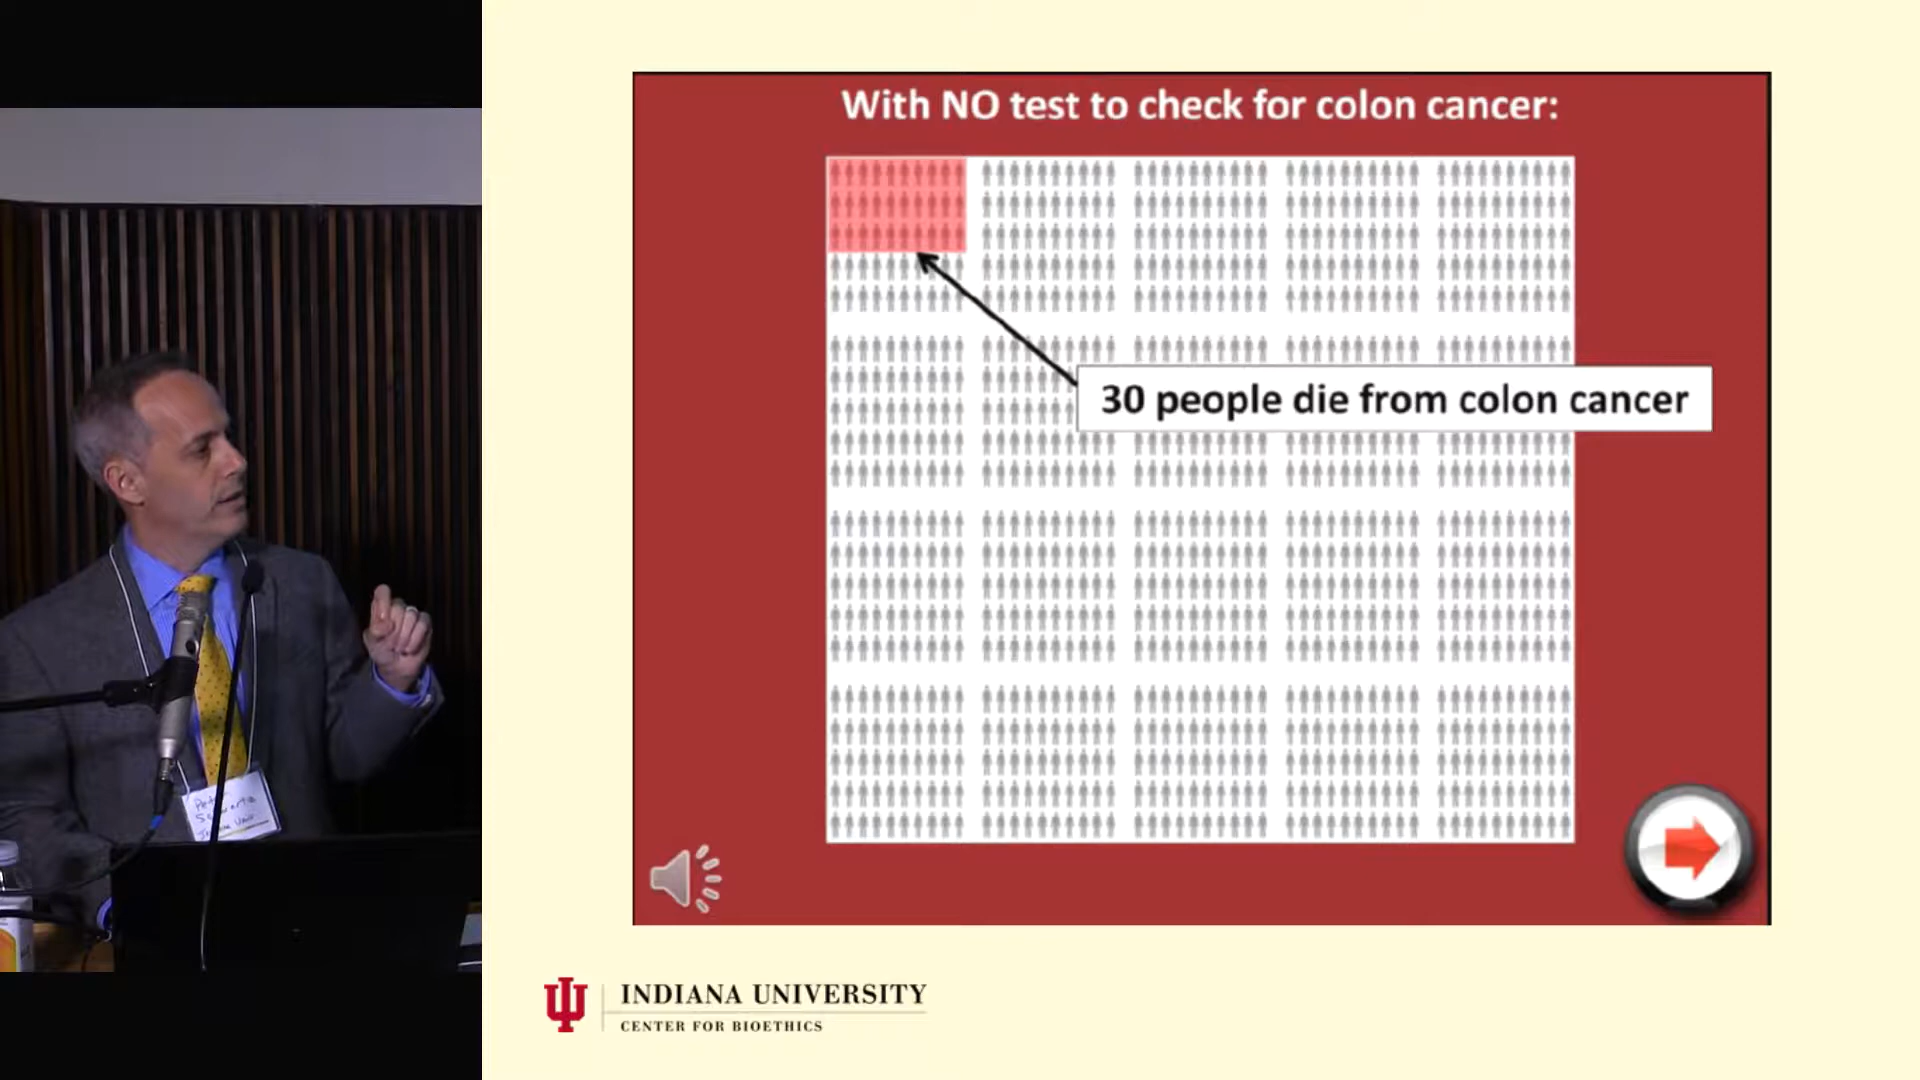 With NO test to check for colon cancer:
30 people die from colon cancer
INDIANA UNIVERSITY
CENTER FOR BIOETHICS